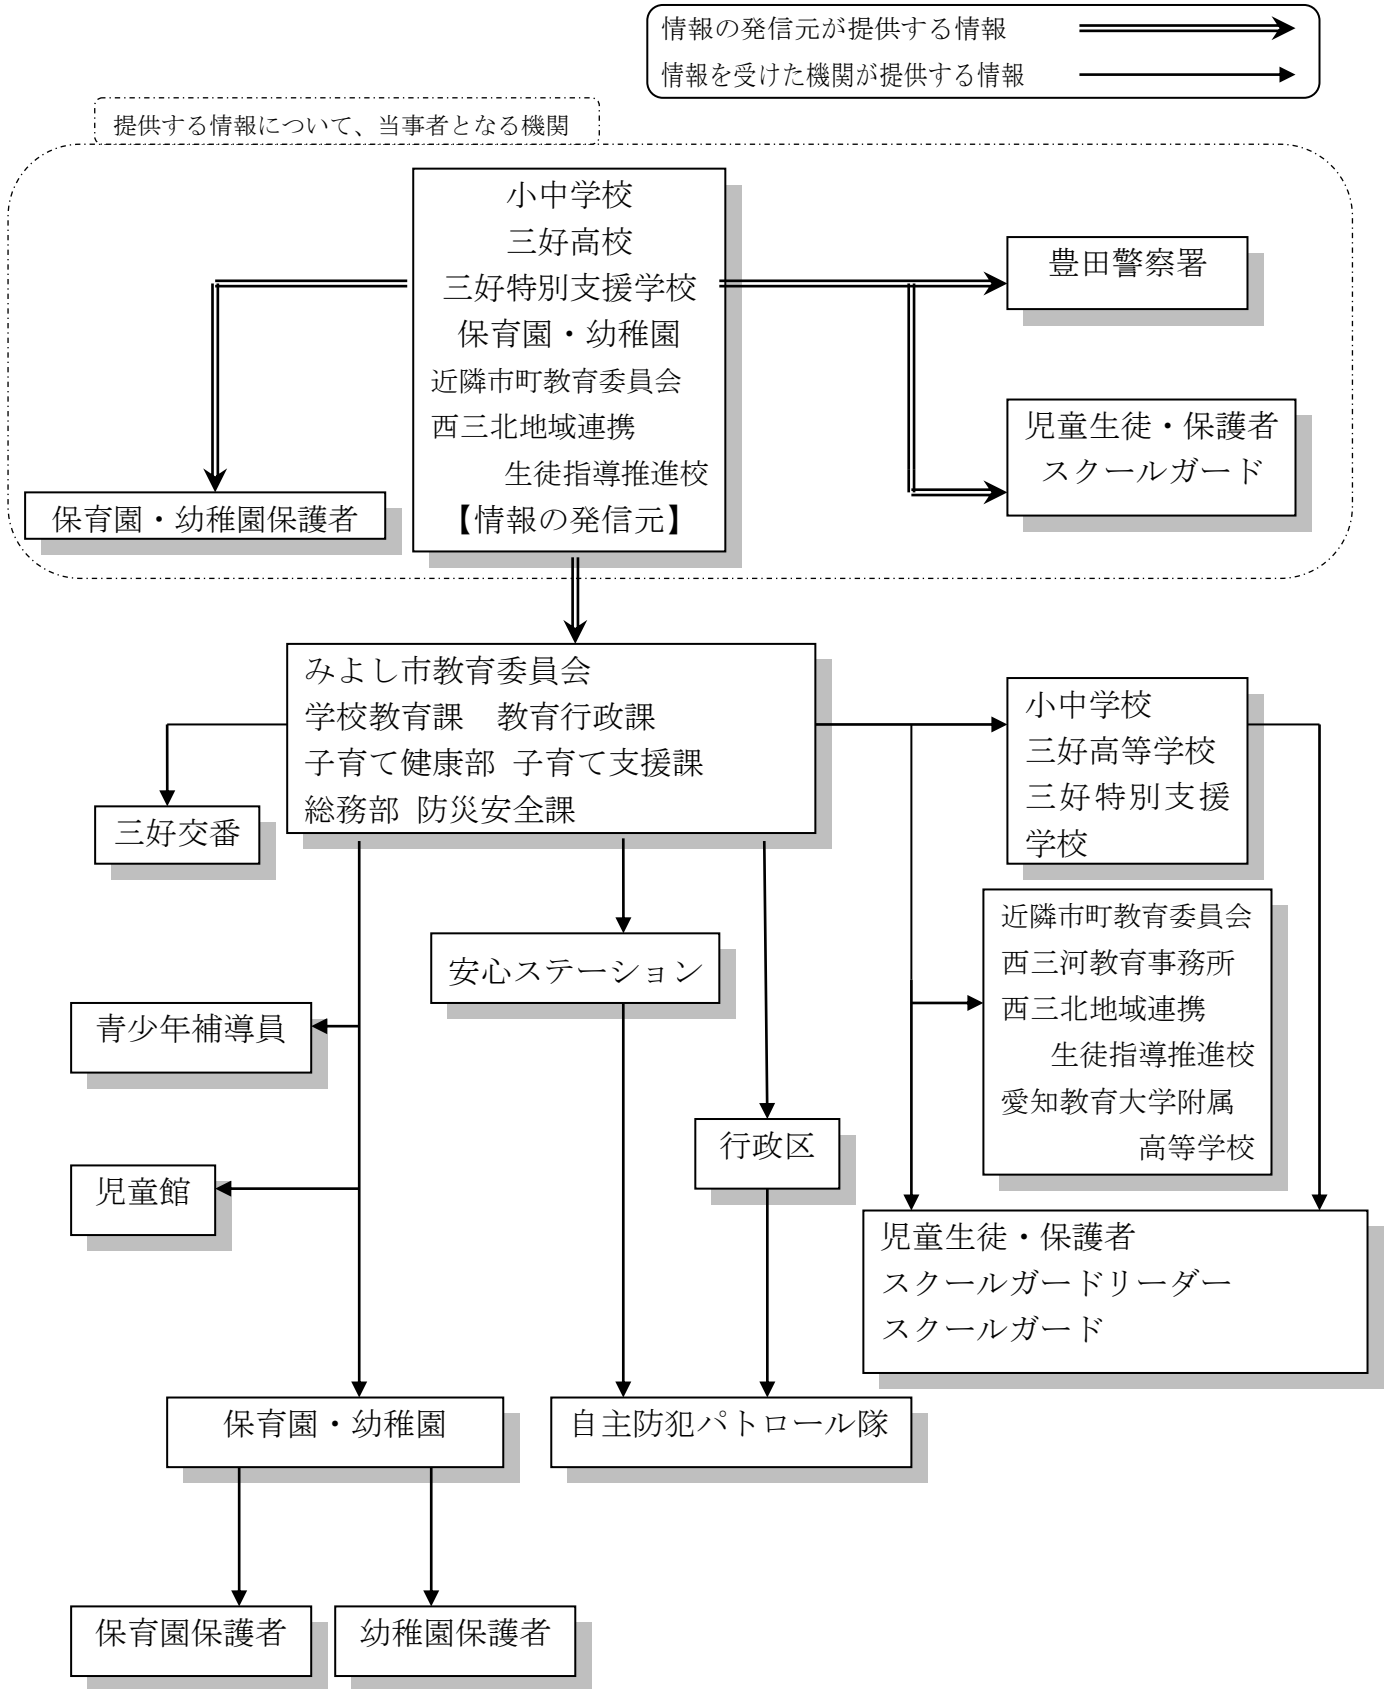 情報の発信元が提供する情報
情報を受けた機関が提供する情報
提供する情報について、当事者となる機関
小中学校
三好高校
三好特別支援学校
保育園・幼稚園
近隣市町教育委員会
西三北地域連携
生徒指導推進校
【情報の発信元】
豊田警察署
児童生徒・保護者
スクールガード
保育園・幼稚園保護者
みよし市教育委員会
学校教育課 教育行政課
子育て健康部 子育て支援課
総務部 防災安全課
小中学校
三好高等学校
三好特別支援
学校
三好交番
近隣市町教育委員会
西三河教育事務所
西三北地域連携
生徒指導推進校
愛知教育大学附属
高等学校
安心ステーション
青少年補導員
行政区
児童館
児童生徒・保護者
スクールガードリーダー
スクールガード
保育園・幼稚園
自主防犯パトロール隊
保育園保護者
幼稚園保護者